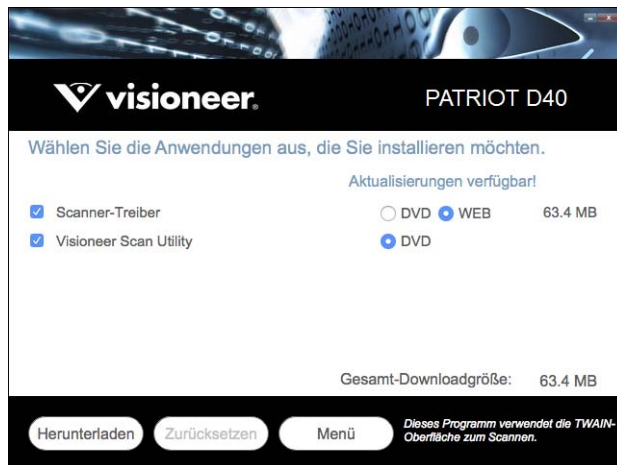 visioneer®
PATRIOT D40
Wählen Sie die Anwendungen aus, die Sie installieren möchten.
Aktualisierungen verfügbar!
Scanner-Treiber DVD WEB 63.4 MB
Visioneer Scan Utility DVD
Gesamt-Downloadgröße: 63.4 MB
Herunterladen Zurücksetzen Menü
Dieses Programm verwendet die TWAIN-
Oberfläche zum Scannen.